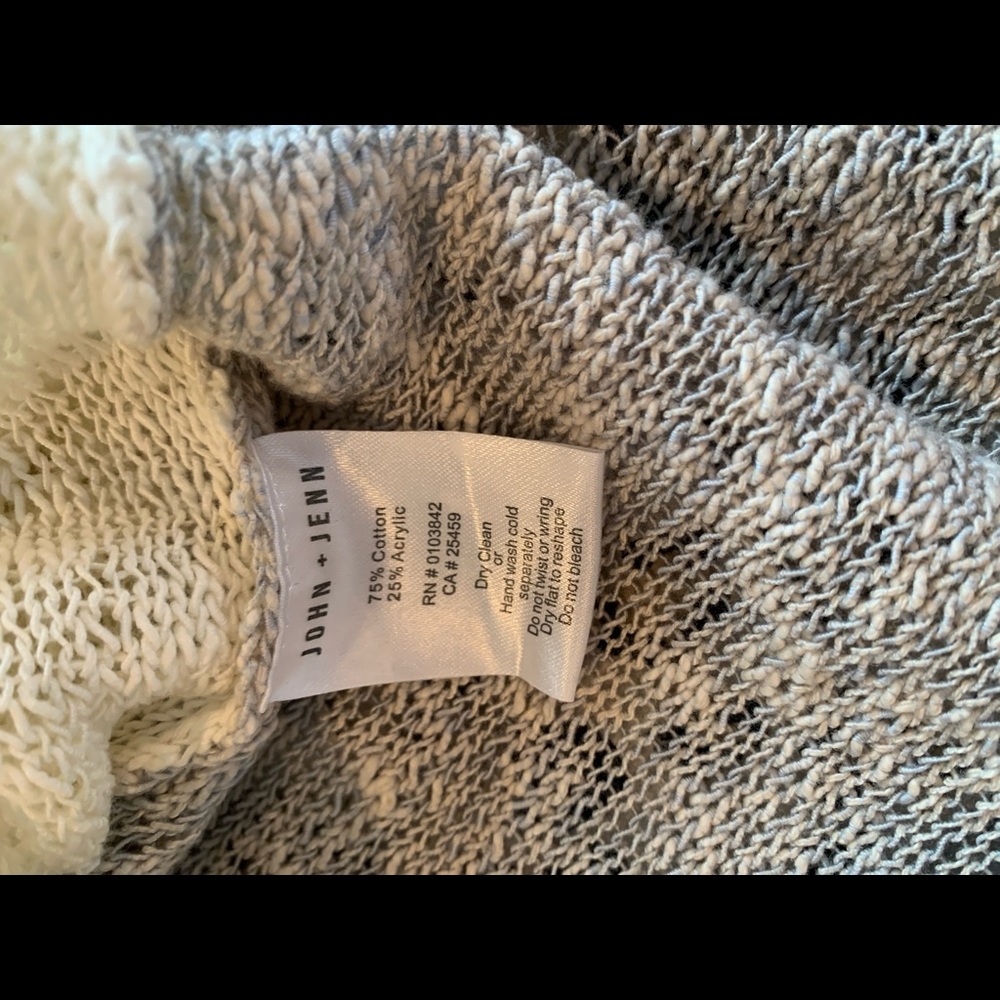 JOHN + JENN
75% Cotton
25% Acrylic
RN # 0103842
CA # 25459
Dry Clean
or
Hand wash cold
separately
Do not twist or wring
Dry flat to reshape
Do not bleach